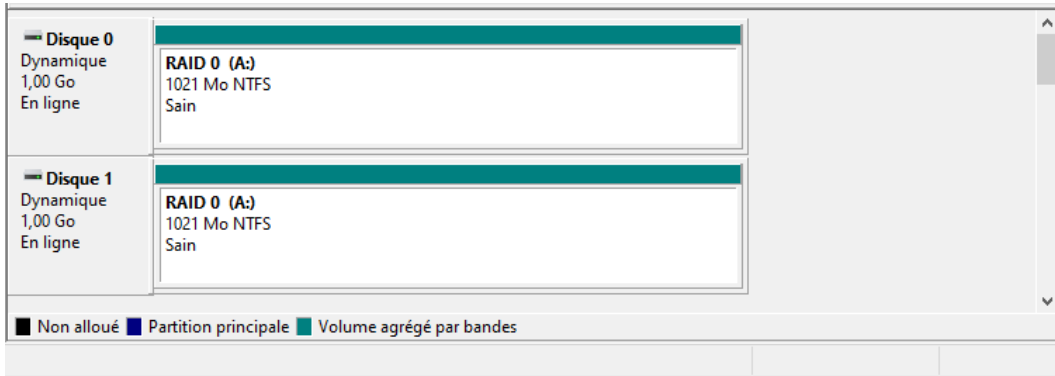 Disque 0
Dynamique
1,00 Go
En ligne
RAID 0 (A:)
1021 Mo NTFS
Sain
Disque 1
Dynamique
1,00 Go
En ligne
RAID 0 (A:)
1021 Mo NTFS
Sain
Non alloué Partition principale Volume agrégé par bandes